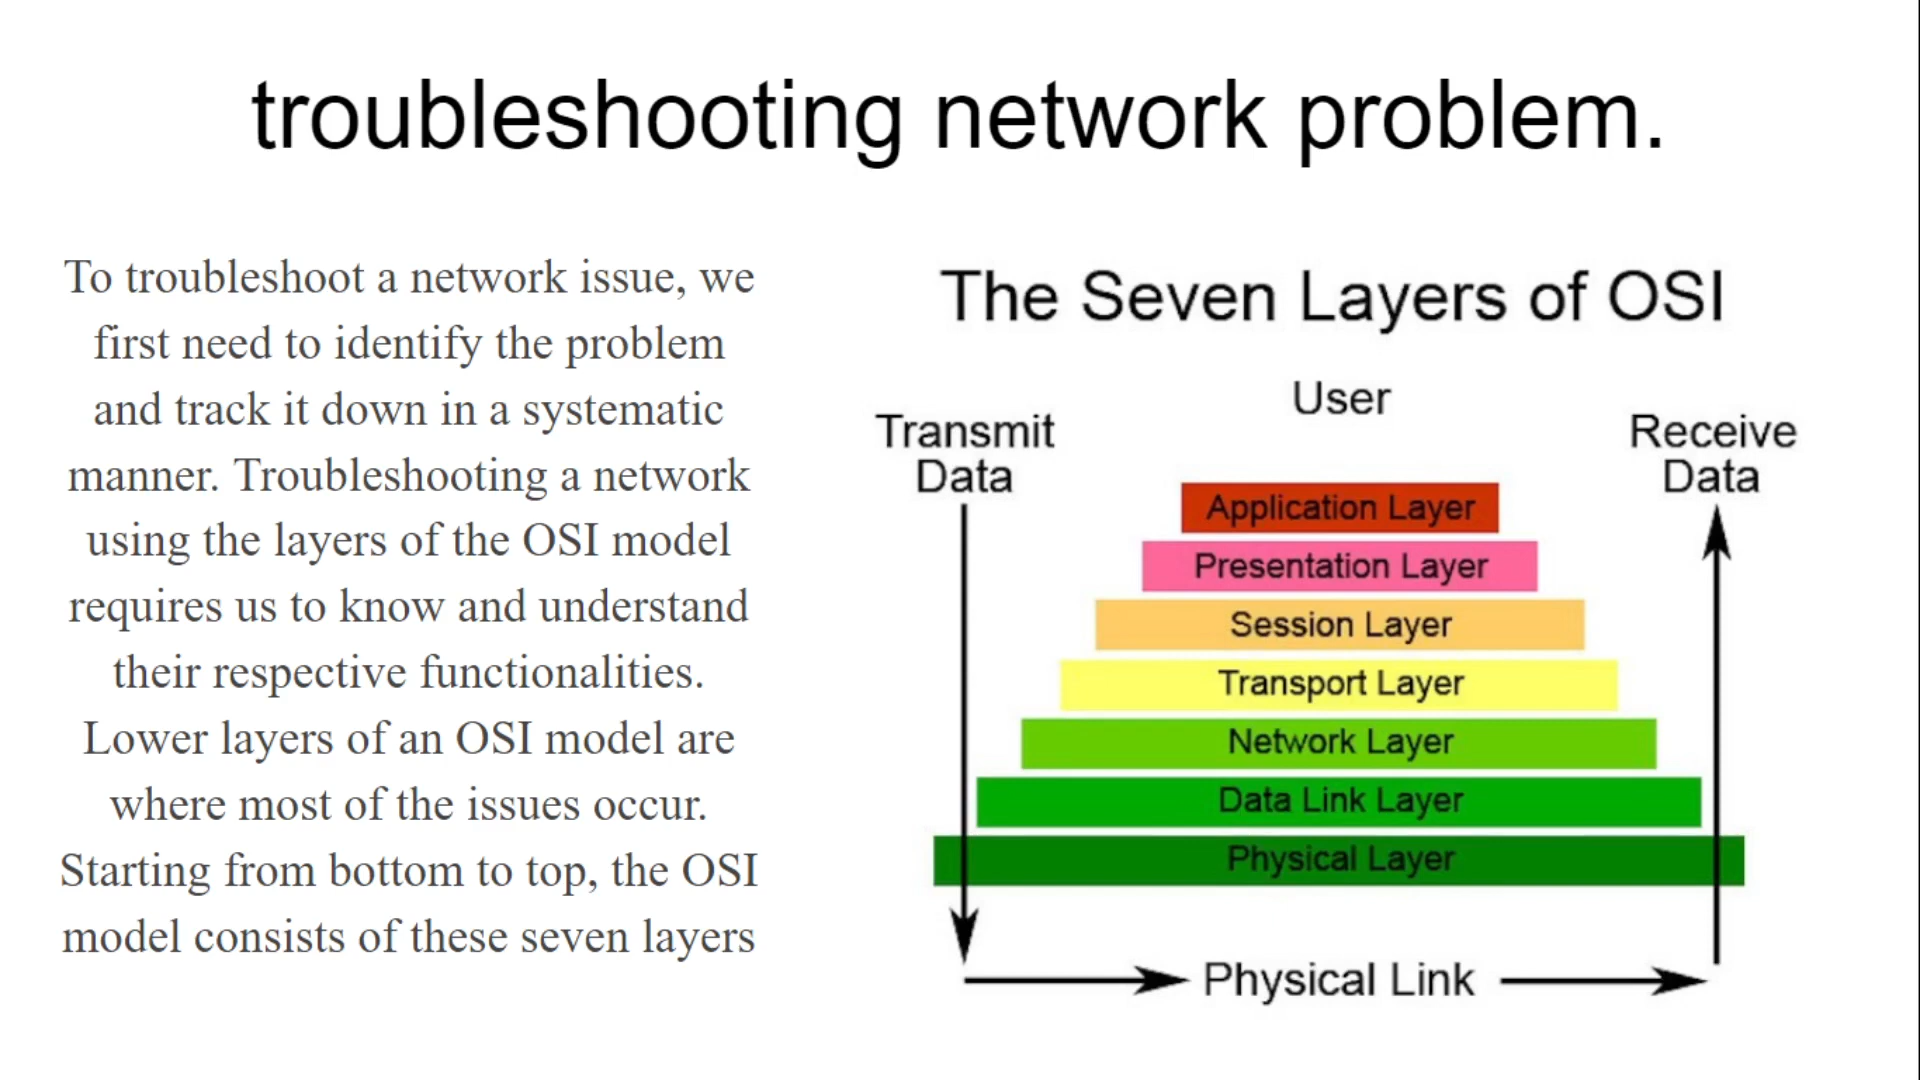 troubleshooting network problem.
To troubleshoot a network issue, we
first need to identify the problem
and track it down in a systematic
manner. Troubleshooting a network
using the layers of the OSI model
requires us to know and understand
their respective functionalities.
Lower layers of an OSI model are
where most of the issues occur.
Starting from bottom to top, the OSI
model consists of these seven layers
The Seven Layers of OSI
User
Transmit
Data
Receive
Data
Application Layer
Presentation Layer
Session Layer
Transport Layer
Network Layer
Data Link Layer
Physical Layer
Physical Link